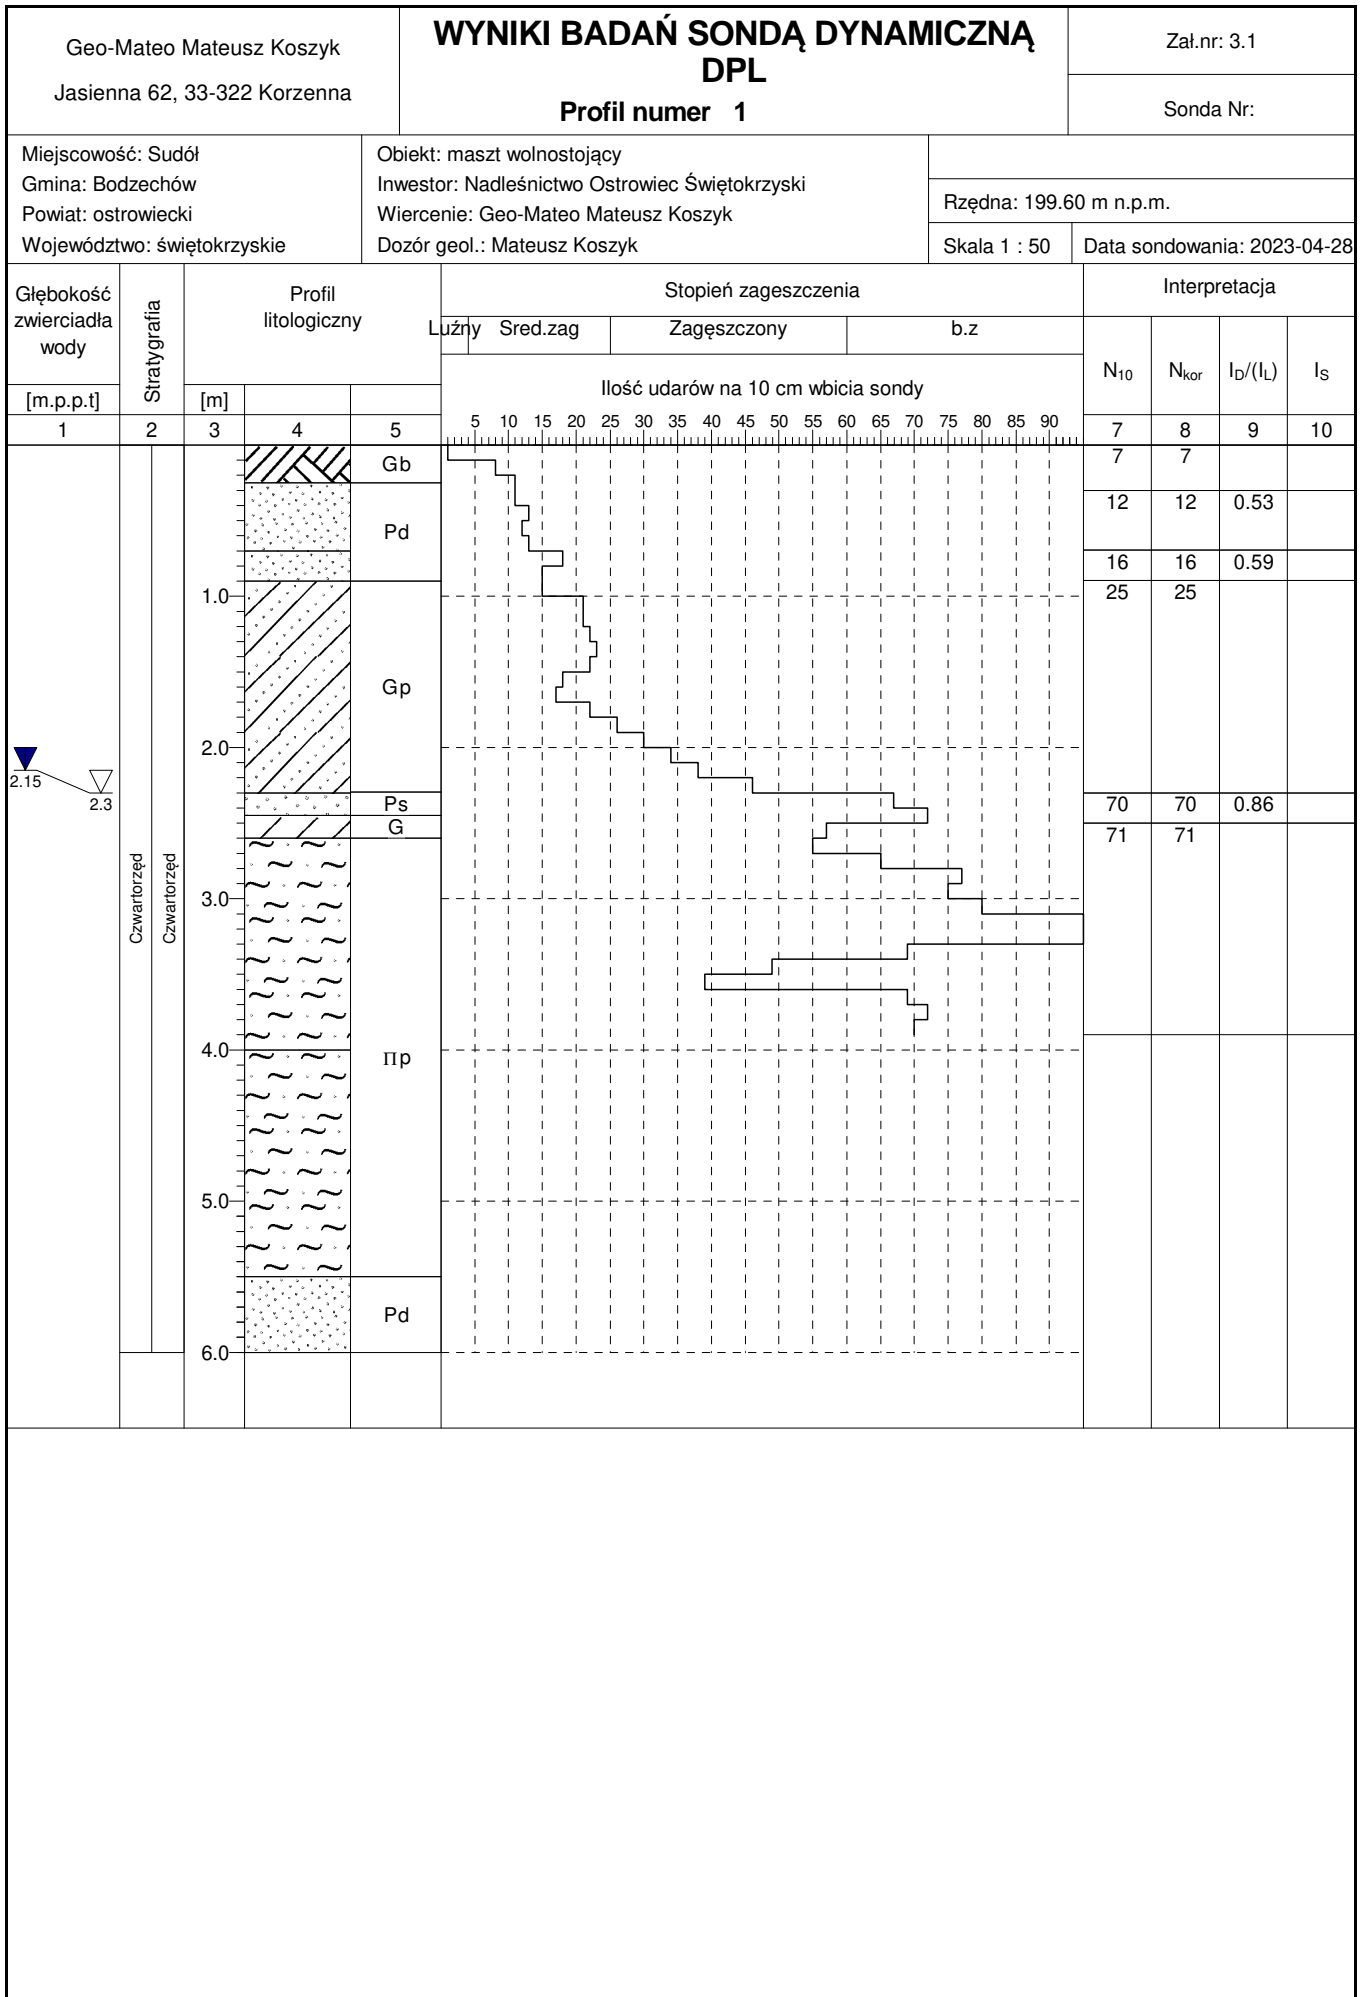 Geo-Mateo Mateusz Koszyk
Jasienna 62, 33-322 Korzenna
WYNIKI BADAŃ SONDĄ DYNAMICZNĄ
DPL
Profil numer 1
Zał.nr: 3.1
Sonda Nr:
Miejscowość: Sudół
Gmina: Bodzechów
Powiat: ostrowiecki
Województwo: świętokrzyskie
Obiekt: maszt wolnostojący
Inwestor: Nadleśnictwo Ostrowiec Świętokrzyski
Wiercenie: Geo-Mateo Mateusz Koszyk
Dozór geol.: Mateusz Koszyk
Rzędna: 199.60 m n.p.m.
Skala 1 : 50
Data sondowania: 2023-04-28
Głębokość
zwierciadła
wody
[m.p.p.t]
Stratygrafia
Profil
litologiczny
[m]
Stopień zageszczenia
Luźny Sred.zag Zagęszczony b.z
Ilość udarów na 10 cm wbicia sondy
5 10 15 20 25 30 35 40 45 50 55 60 65 70 75 80 85 90
Interpretacja
N10 Nkor ID/(IL) IS
1 2 3 4 5 7 8 9 10
Gb 7 7
Pd 12 12 0.53
16 16 0.59
1.0 25 25
Gp
2.0
2.15
2.3
Ps 70 70 0.86
G 71 71
Czwartorzęd
Czwartorzęd
3.0
4.0
Πp
5.0
Pd
6.0